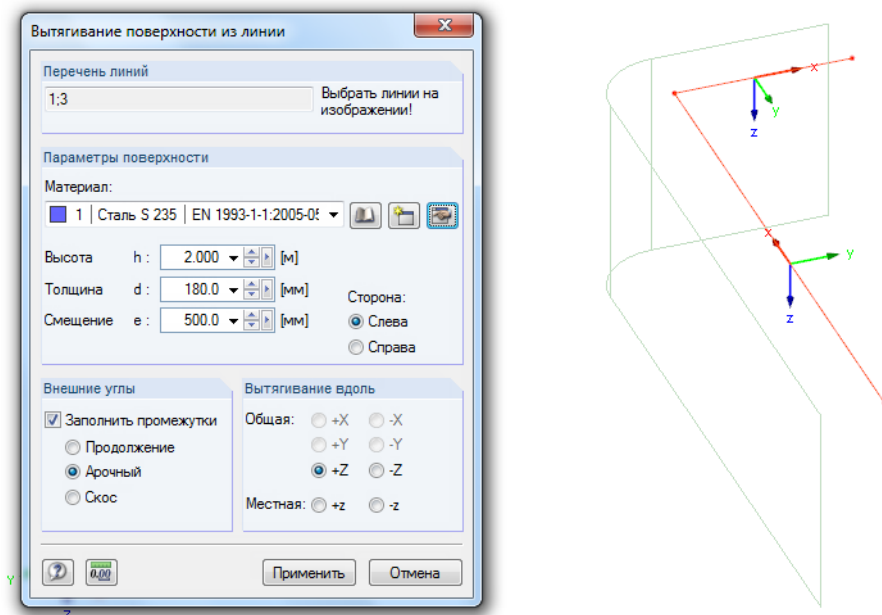 Вытягивание поверхности из линии
Перечень линий
1;3
Выбрать линии на
изображении!
Параметры поверхности
Материал:
1 | Сталь S 235 | EN 1993-1-1:2005-05
Высота h : 2.000 [м]
Толщина d : 180.0 [мм]
Смещение e : 500.0 [мм]
Сторона:
Слева
Справа
Внешние углы
Заполнить промежутки
Продолжение
Арочный
Скос
Вытягивание вдоль
Общая: +X -X
+Y -Y
+Z -Z
Местная: +z -z
0.00
Применить
Отмена
x
y
z
x
y
z
Y
Z